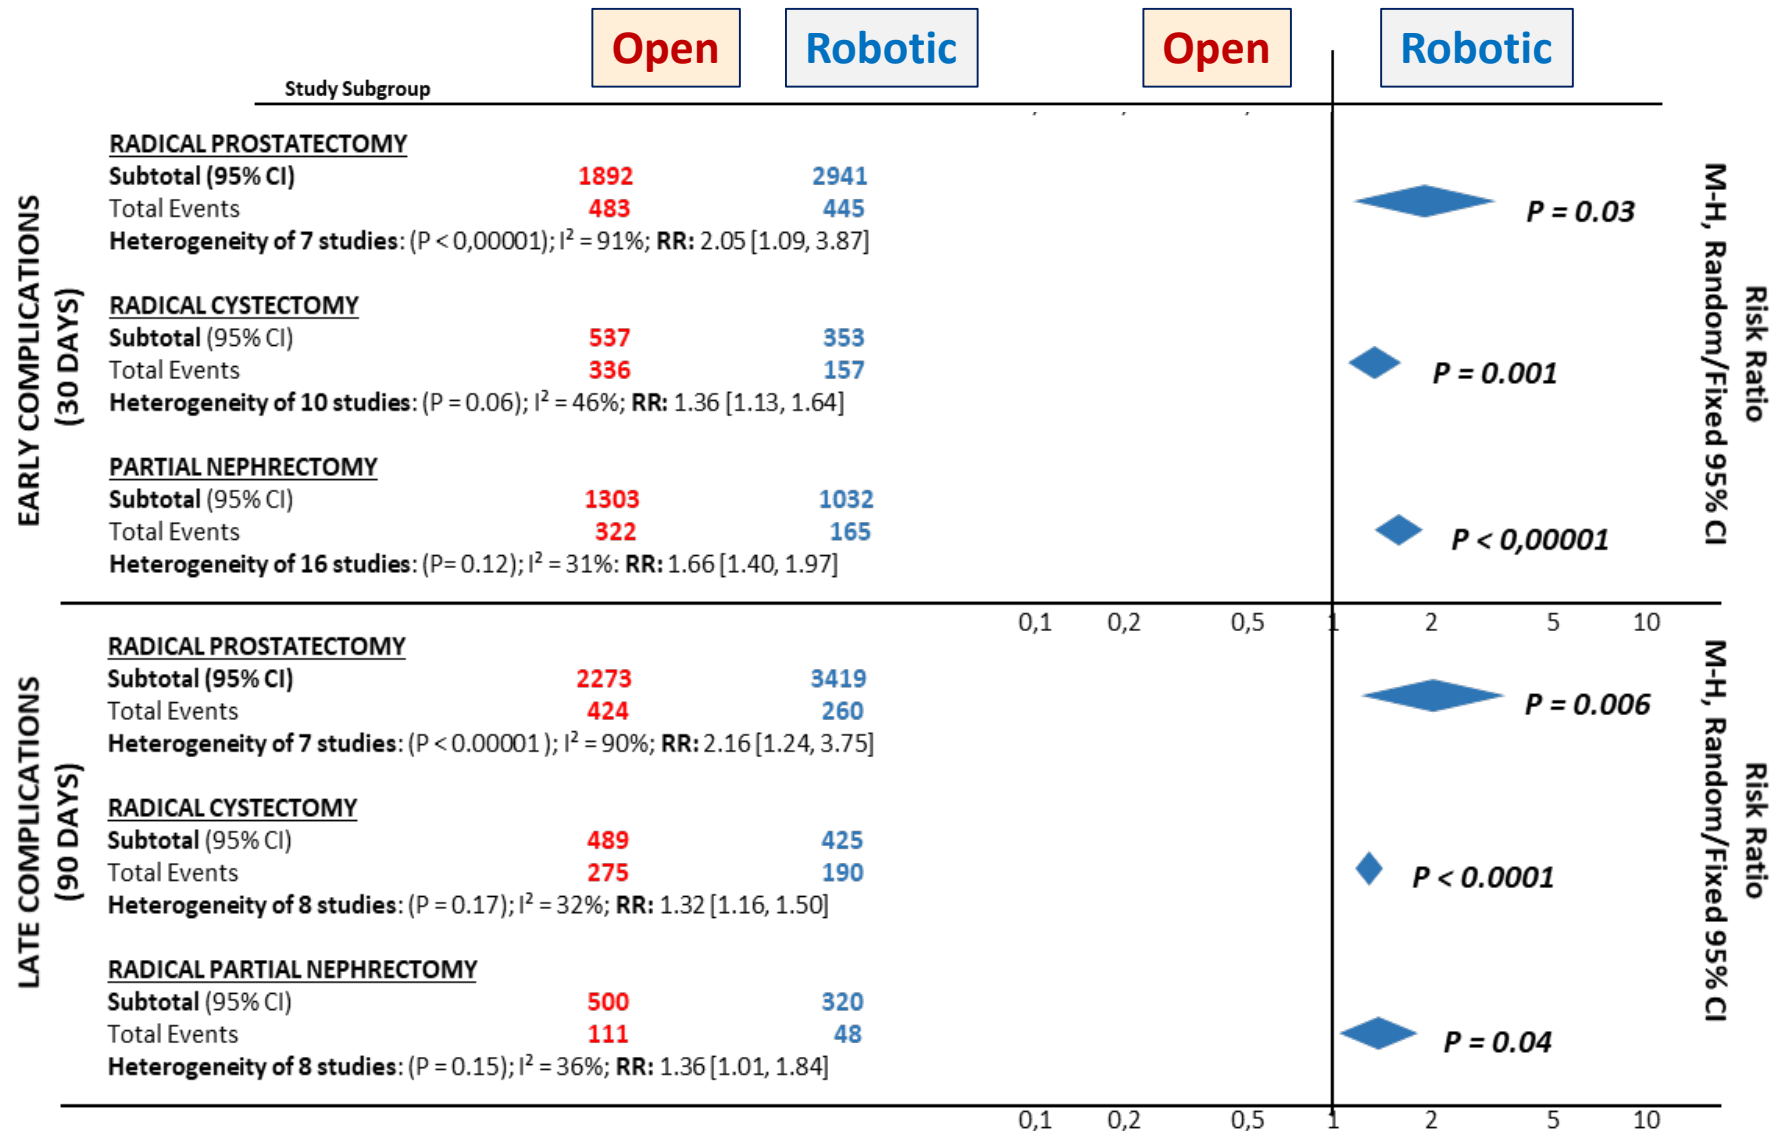 Open Robotic Open Robotic
Study Subgroup
EARLY COMPLICATIONS
(30 DAYS)
RADICAL PROSTATECTOMY
Subtotal (95% CI) 1892 2941
Total Events 483 445
P = 0.03
Heterogeneity of 7 studies: (P < 0,00001); I² = 91%; RR: 2.05 [1.09, 3.87]
RADICAL CYSTECTOMY
Subtotal (95% CI) 537 353
Total Events 336 157
P = 0.001
Heterogeneity of 10 studies: (P = 0.06); I² = 46%; RR: 1.36 [1.13, 1.64]
PARTIAL NEPHRECTOMY
Subtotal (95% CI) 1303 1032
Total Events 322 165
P < 0,00001
Heterogeneity of 16 studies: (P= 0.12); I² = 31%: RR: 1.66 [1.40, 1.97]
Risk Ratio
M-H, Random/Fixed 95% CI
0,1 0,2 0,5 1 2 5 10
LATE COMPLICATIONS
(90 DAYS)
RADICAL PROSTATECTOMY
Subtotal (95% CI) 2273 3419
Total Events 424 260
P = 0.006
Heterogeneity of 7 studies: (P < 0.00001 ); I² = 90%; RR: 2.16 [1.24, 3.75]
RADICAL CYSTECTOMY
Subtotal (95% CI) 489 425
Total Events 275 190
P < 0.0001
Heterogeneity of 8 studies: (P = 0.17); I² = 32%; RR: 1.32 [1.16, 1.50]
RADICAL PARTIAL NEPHRECTOMY
Subtotal (95% CI) 500 320
Total Events 111 48
P = 0.04
Heterogeneity of 8 studies: (P = 0.15); I² = 36%; RR: 1.36 [1.01, 1.84]
Risk Ratio
M-H, Random/Fixed 95% CI
0,1 0,2 0,5 1 2 5 10